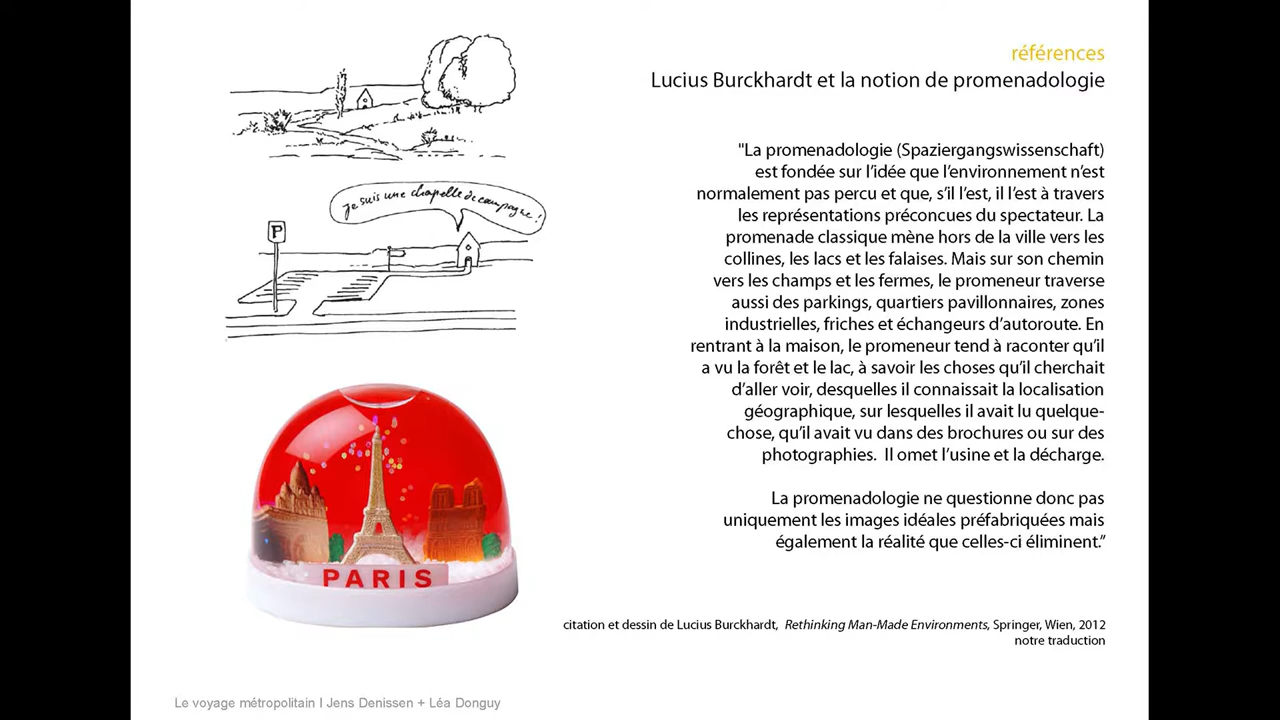 références
Lucius Burckhardt et la notion de promenadologie
"La promenadologie (Spaziergangswissenschaft)
est fondée sur l'idée que l'environnement n'est
normalement pas percu et que, s'il l'est, il l'est à travers
les représentations préconcues du spectateur. La
promenade classique mène hors de la ville vers les
collines, les lacs et les falaises. Mais sur son chemin
vers les champs et les fermes, le promeneur traverse
aussi des parkings, quartiers pavillonnaires, zones
industrielles, friches et échangeurs d'autoroute. En
rentrant à la maison, le promeneur tend à raconter qu'il
a vu la forêt et le lac, à savoir les choses qu'il cherchait
d'aller voir, desquelles il connaissait la localisation
géographique, sur lesquelles il avait lu quelque-
chose, qu'il avait vu dans des brochures ou sur des
photographies. Il omet l'usine et la décharge.
La promenadologie ne questionne donc pas
uniquement les images idéales préfabriquées mais
également la réalité que celles-ci éliminent."
je suis une chapelle de campagne!
P
PARIS
citation et dessin de Lucius Burckhardt, Rethinking Man-Made Environments, Springer, Wien, 2012
notre traduction
Le voyage métropolitain I Jens Denissen + Léa Donguy